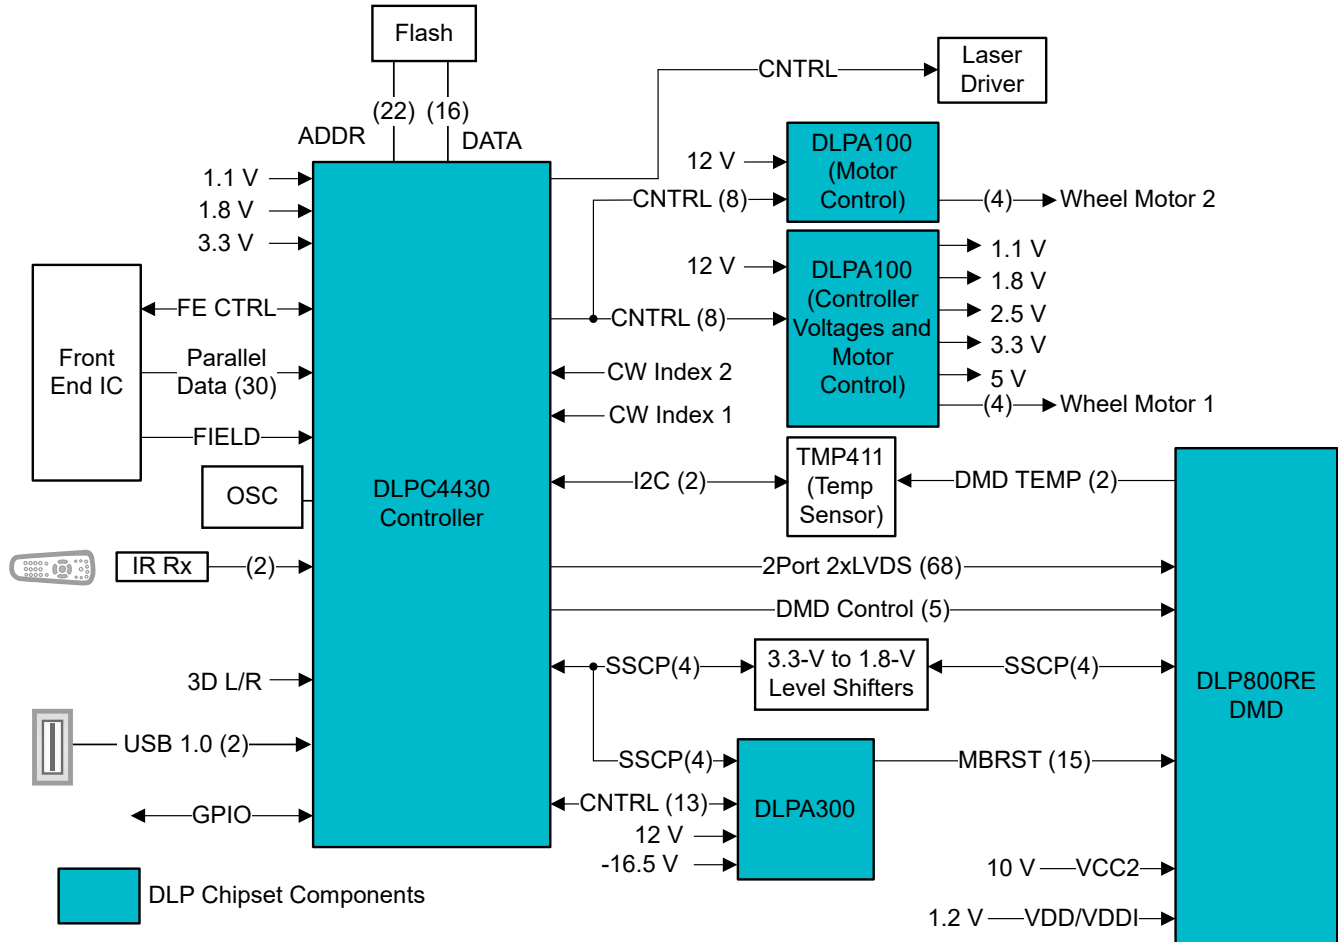 Flash
(22) (16)
ADDR
DATA
CNTRL
Laser
Driver
1.1 V
1.8 V
3.3 V
12 V
CNTRL (8)
DLPA100
(Motor
Control)
(4)
Wheel Motor 2
12 V
CNTRL (8)
DLPA100
(Controller
Voltages and
Motor
Control)
1.1 V
1.8 V
2.5 V
3.3 V
5 V
(4)
Wheel Motor 1
Front
End IC
FE CTRL
Parallel
Data (30)
FIELD
CW Index 2
CW Index 1
OSC
DLPC4430
Controller
I2C (2)
TMP411
(Temp
Sensor)
DMD TEMP (2)
IR Rx
(2)
2Port 2xLVDS (68)
DMD Control (5)
3D L/R
SSCP(4)
3.3-V to 1.8-V
Level Shifters
SSCP(4)
DLP800RE
DMD
USB 1.0 (2)
SSCP(4)
MBRST (15)
GPIO
CNTRL (13)
DLPA300
12 V
-16.5 V
10 V
VCC2
1.2 V
VDD/VDDI
DLP Chipset Components